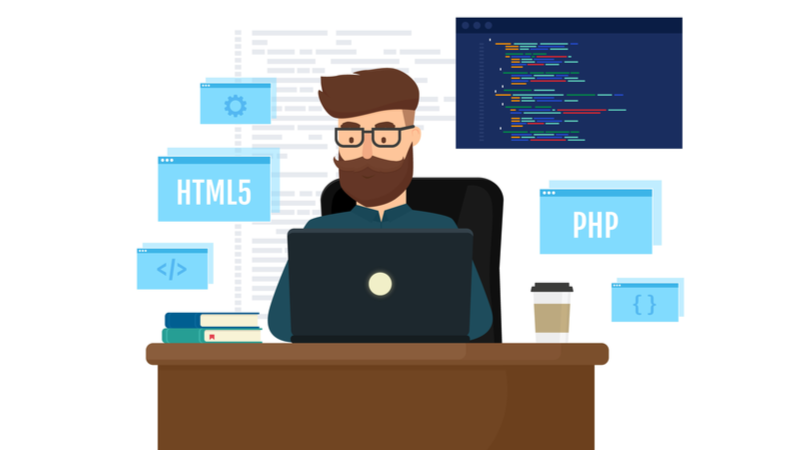 HTML5
PHP
</>
{ }